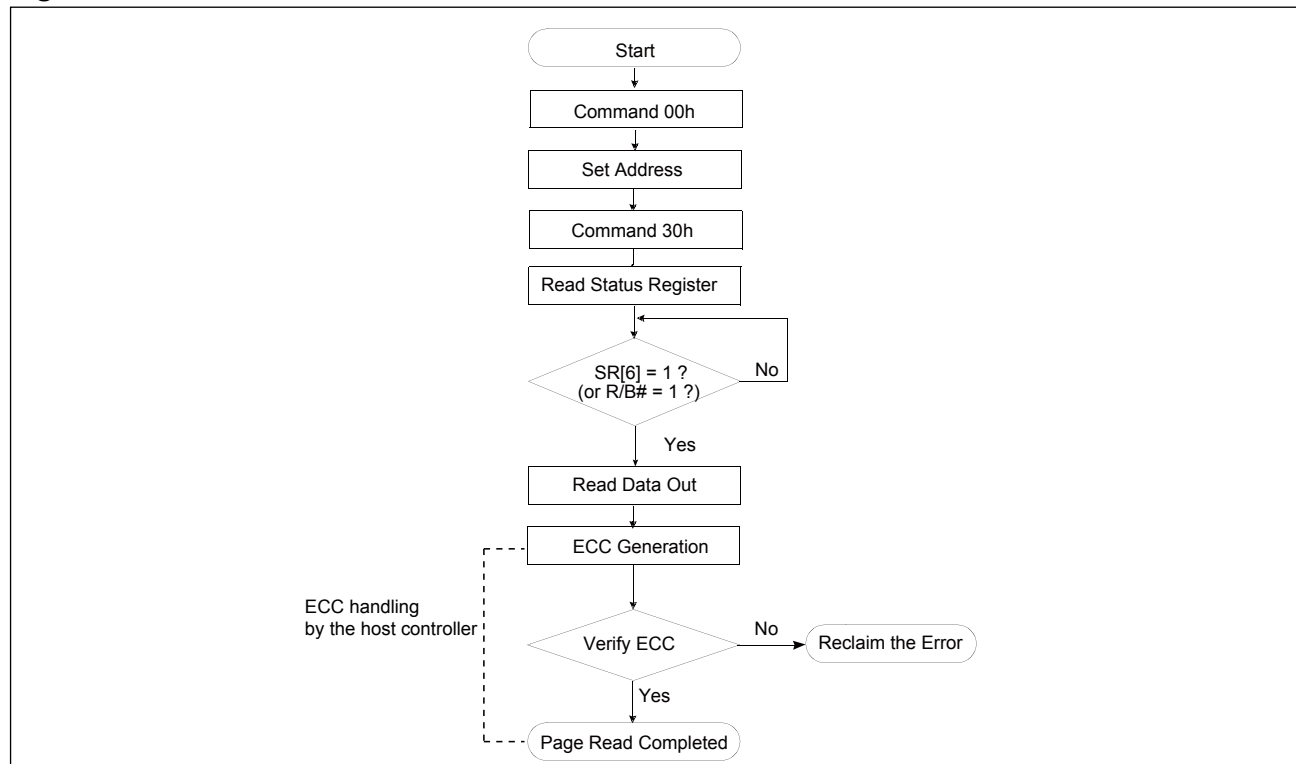 Start
Command 00h
Set Address
Command 30h
Read Status Register
SR[6] = 1 ?
(or R/B# = 1 ?)
No
Yes
Read Data Out
ECC Generation
ECC handling
by the host controller
Verify ECC
No
Reclaim the Error
Yes
Page Read Completed